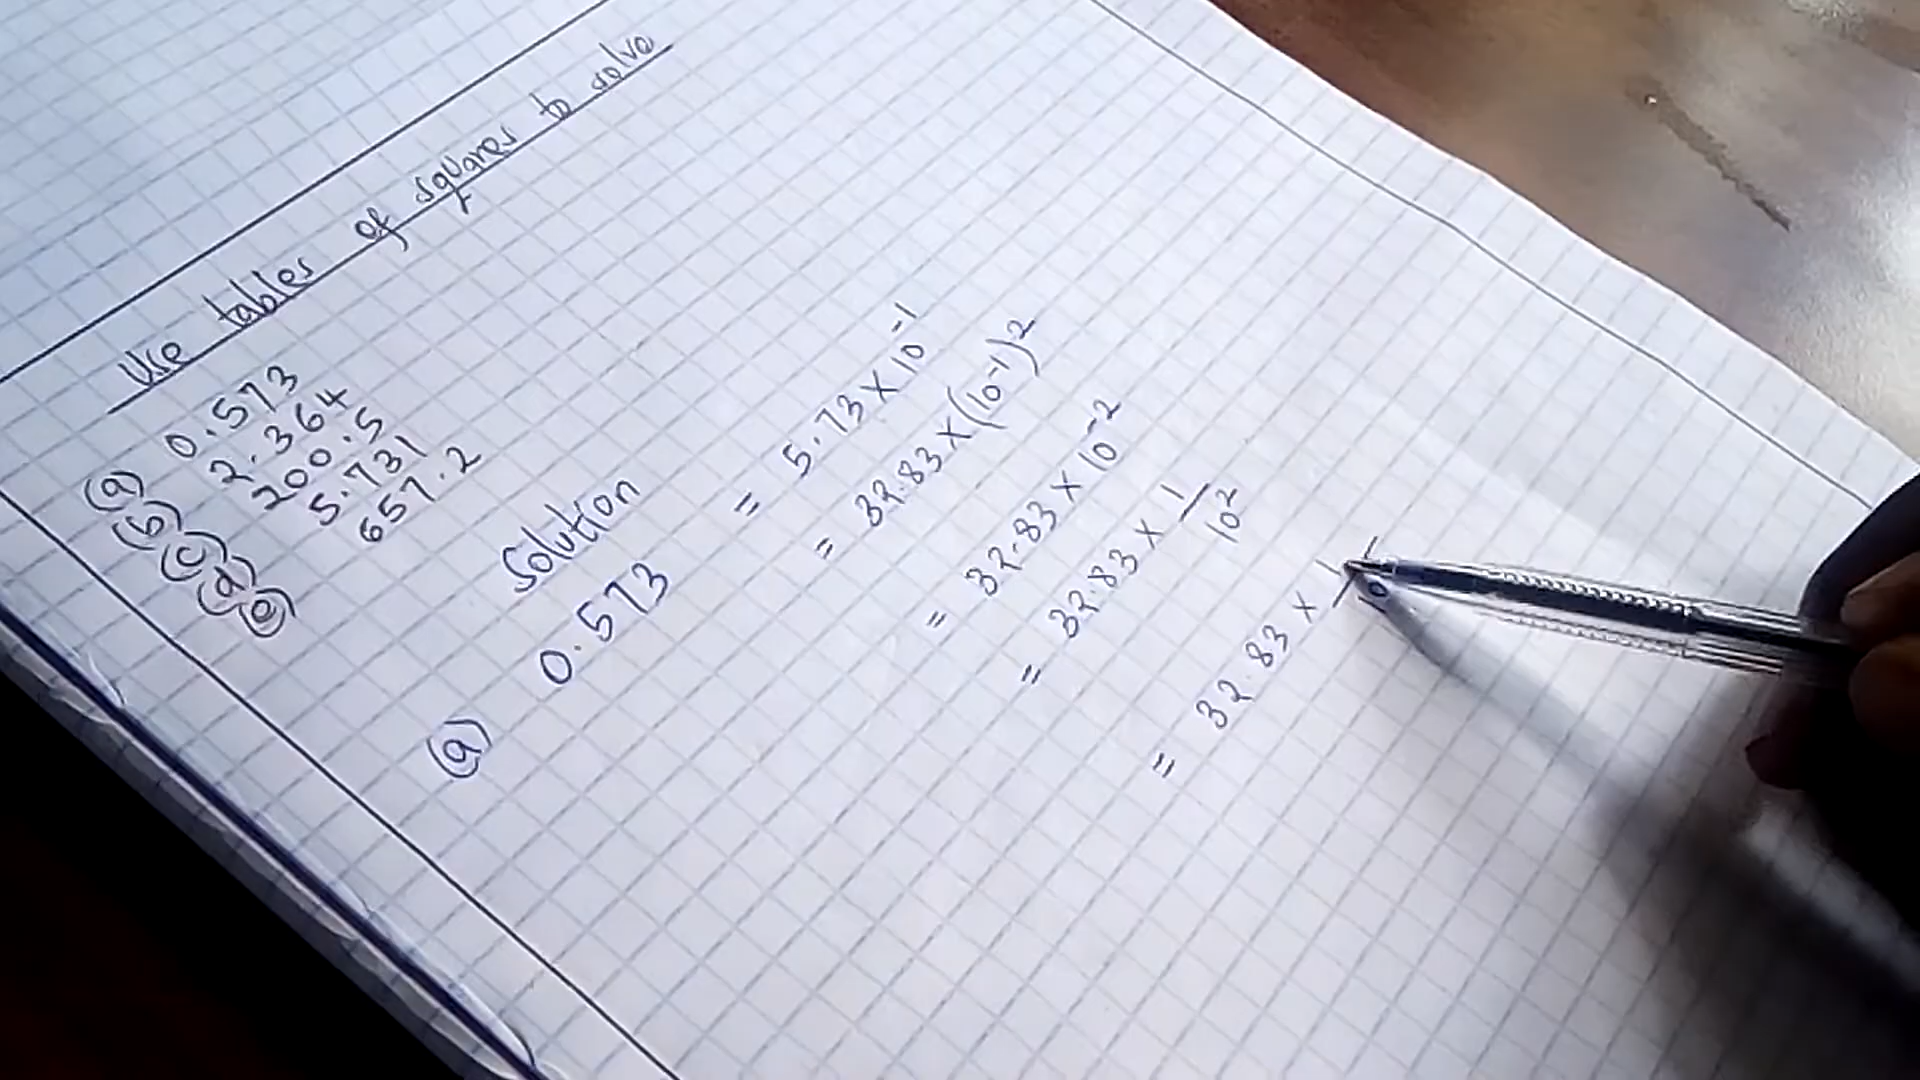 Use tables of squares to solve
(a) 0.573
(b) 2.364
(c) 200.5
(d) 5.731
(e) 657.2
Solution
(a) 0.573 = 5.73 × 10⁻¹
= 32.83 × (10⁻¹)²
= 32.83 × 10⁻²
= 32.83 × 1/10²
= 32.83 × 1/10